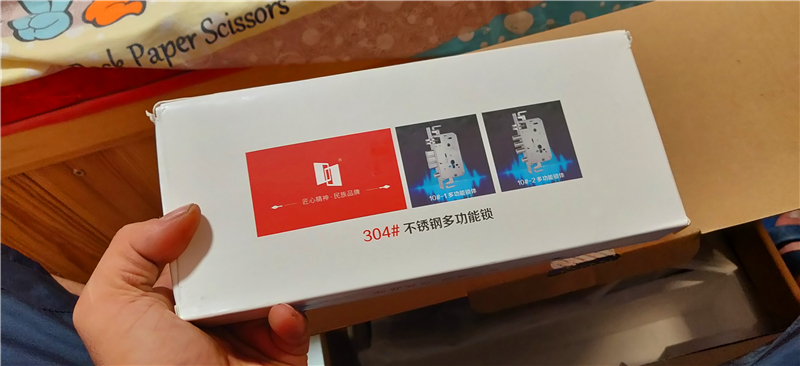 Rock Paper Scissors
匠心精神·民族品牌
10#-1 多功能锁体
10#-2 多功能锁体
304# 不锈钢多功能锁